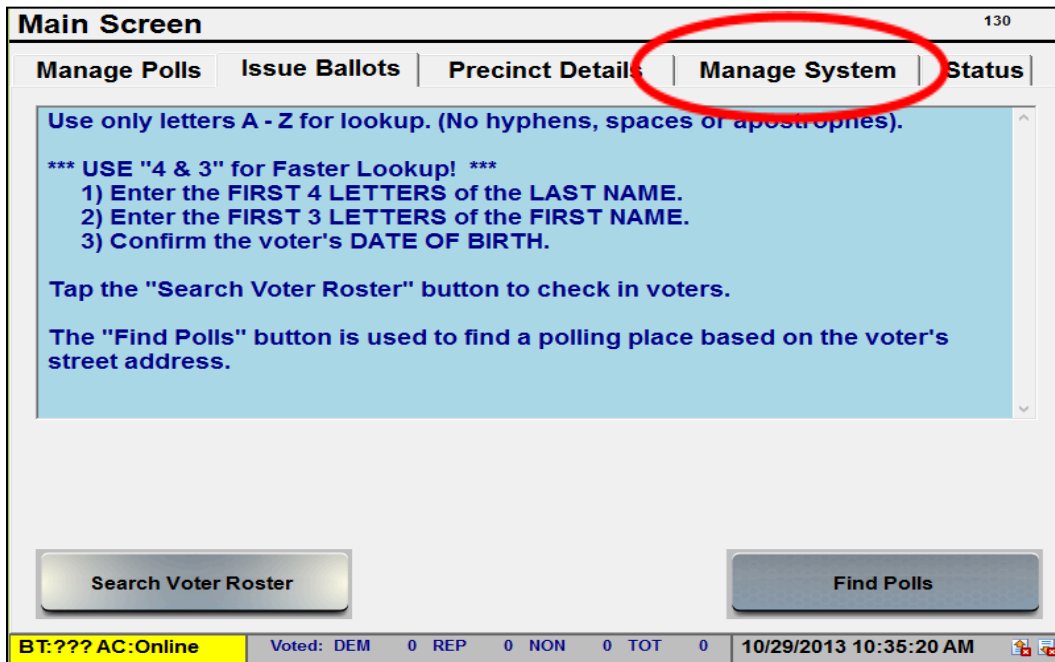 Main Screen 130
Manage Polls Issue Ballots Precinct Details Manage System Status
Use only letters A - Z for lookup. (No hyphens, spaces or apostrophes).
*** USE "4 & 3" for Faster Lookup! ***
1) Enter the FIRST 4 LETTERS of the LAST NAME.
2) Enter the FIRST 3 LETTERS of the FIRST NAME.
3) Confirm the voter's DATE OF BIRTH.
Tap the "Search Voter Roster" button to check in voters.
The "Find Polls" button is used to find a polling place based on the voter's
street address.
Search Voter Roster Find Polls
BT:??? AC:Online Voted: DEM 0 REP 0 NON 0 TOT 0 10/29/2013 10:35:20 AM